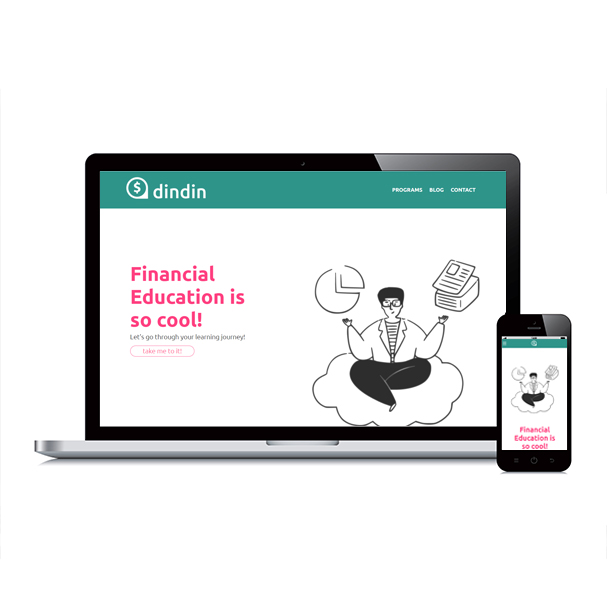 $ dindin
PROGRAMS BLOG CONTACT
Financial
Education is
so cool!
Let's go through your learning journey!
take me to it!
Financial
Education is
so cool!